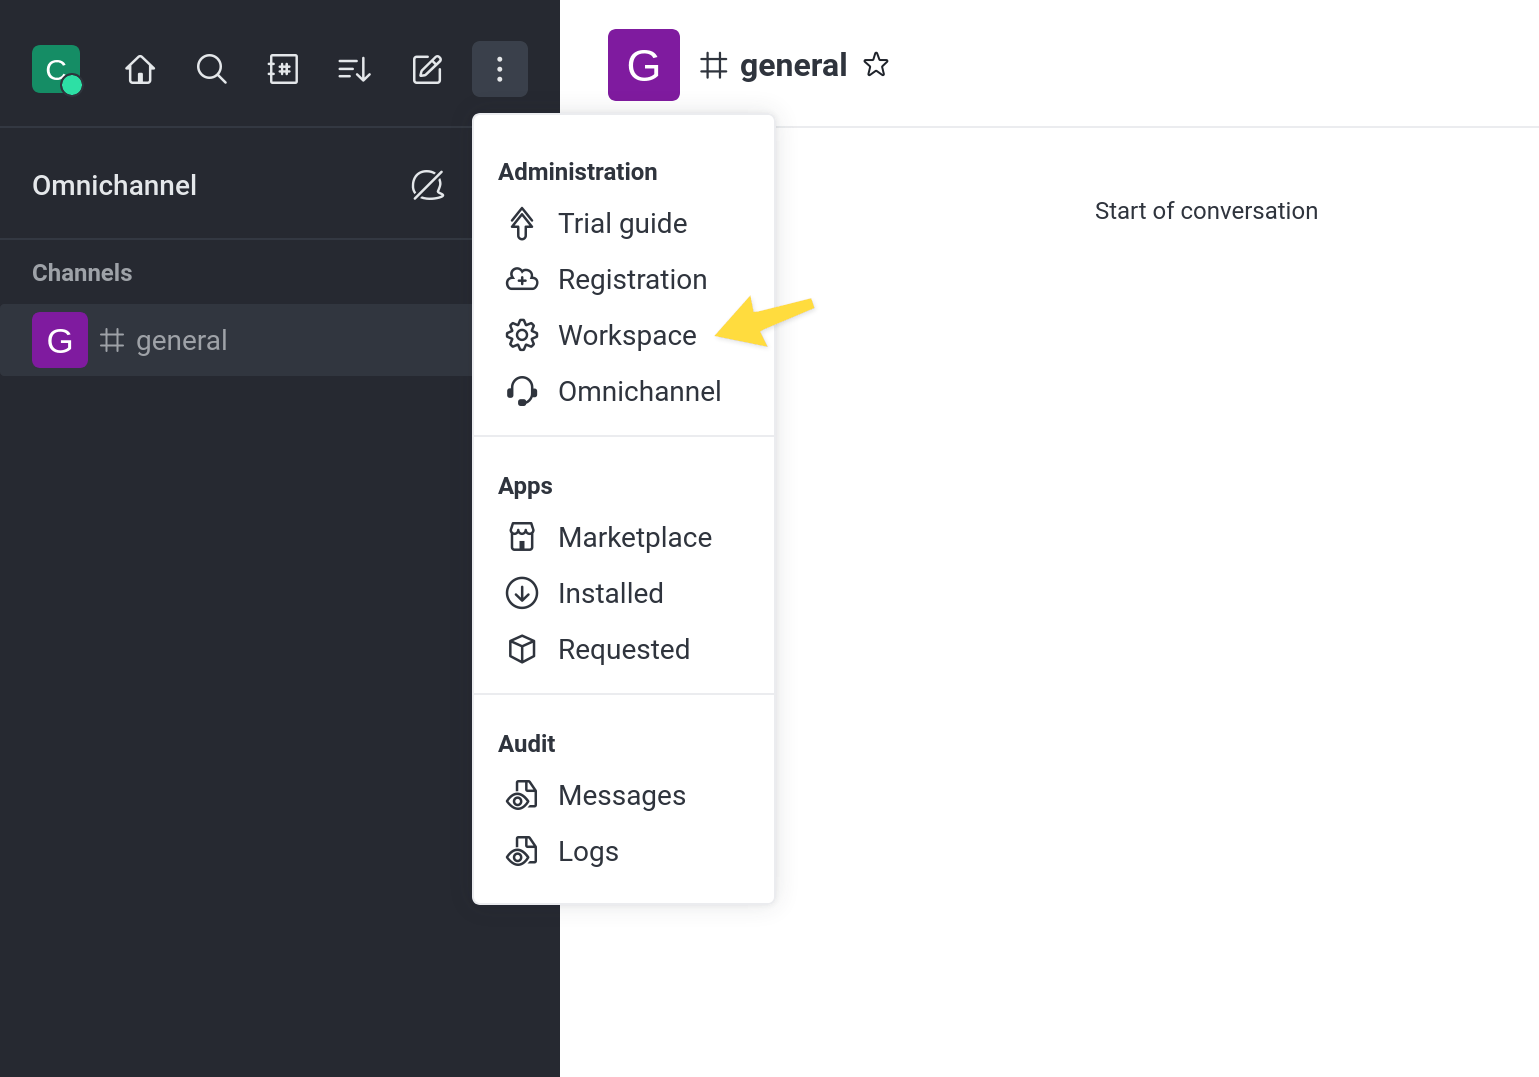 C
G general
Omnichannel
Start of conversation
Channels
G general
Administration
Trial guide
Registration
Workspace
Omnichannel
Apps
Marketplace
Installed
Requested
Audit
Messages
Logs